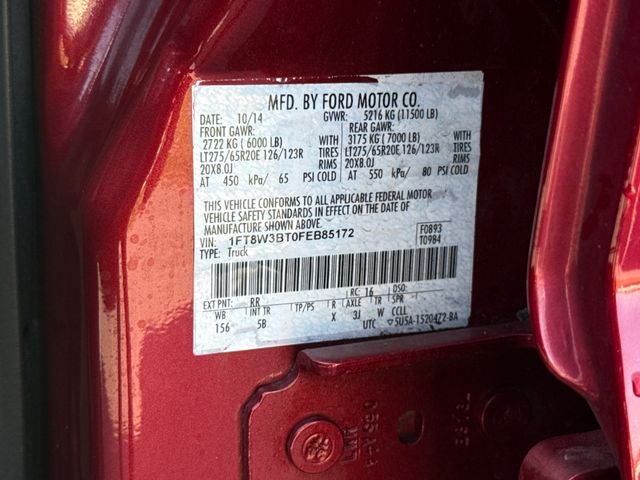 MFD. BY FORD MOTOR CO.
DATE: 10/14 GVWR: 5216 KG (11500 LB)
FRONT GAWR: REAR GAWR:
2722 KG ( 6000 LB) WITH 3175 KG ( 7000 LB) WITH
LT275/65R20E 126/123R TIRES LT275/65R20E 126/123R TIRES
20X8.0J RIMS 20X8.0J RIMS
AT 450 kPa/ 65 PSI COLD AT 550 kPa/ 80 PSI COLD
THIS VEHICLE CONFORMS TO ALL APPLICABLE FEDERAL MOTOR
VEHICLE SAFETY STANDARDS IN EFFECT ON THE DATE OF
MANUFACTURE SHOWN ABOVE.
VIN: 1FT8W3BT0FEB85172 F0893
TYPE: Truck T0984
EXT PNT: RR RC: 16 DSO:
WB INT TR TP/PS R AXLE TR SPR
156 5B X 3J W CCLL
UTC ▽5U5A-1520472-BA